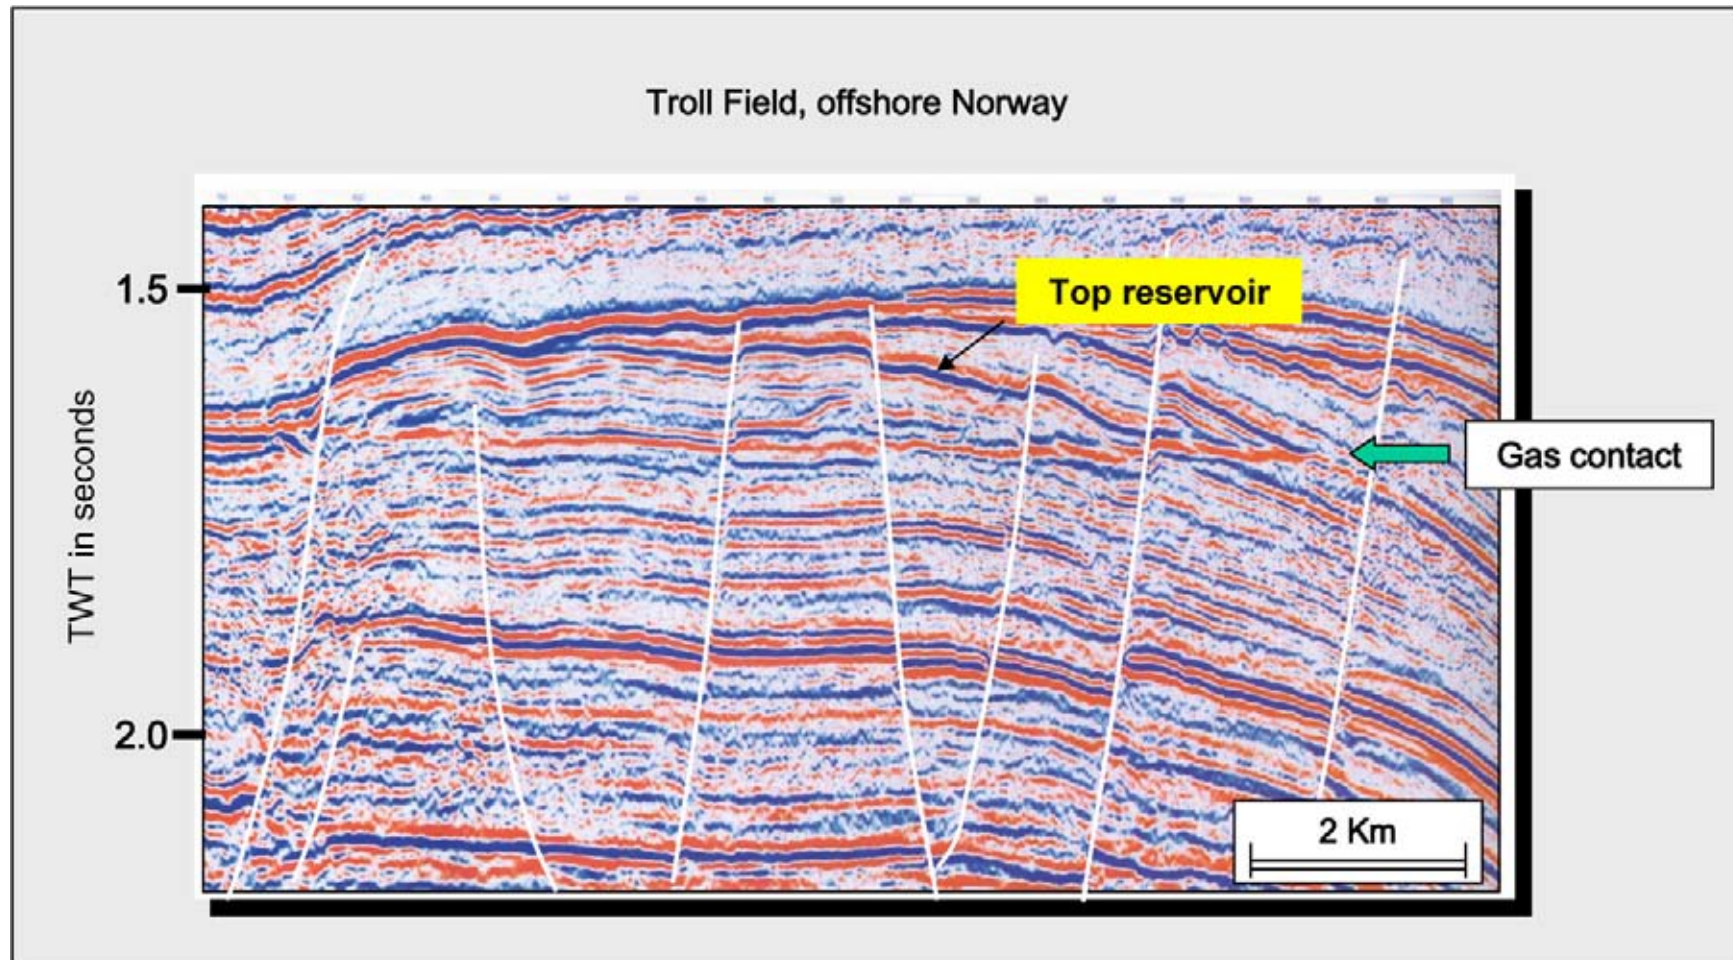 Troll Field, offshore Norway
1.5
Top reservoir
Gas contact
TWT in seconds
2.0
2 Km